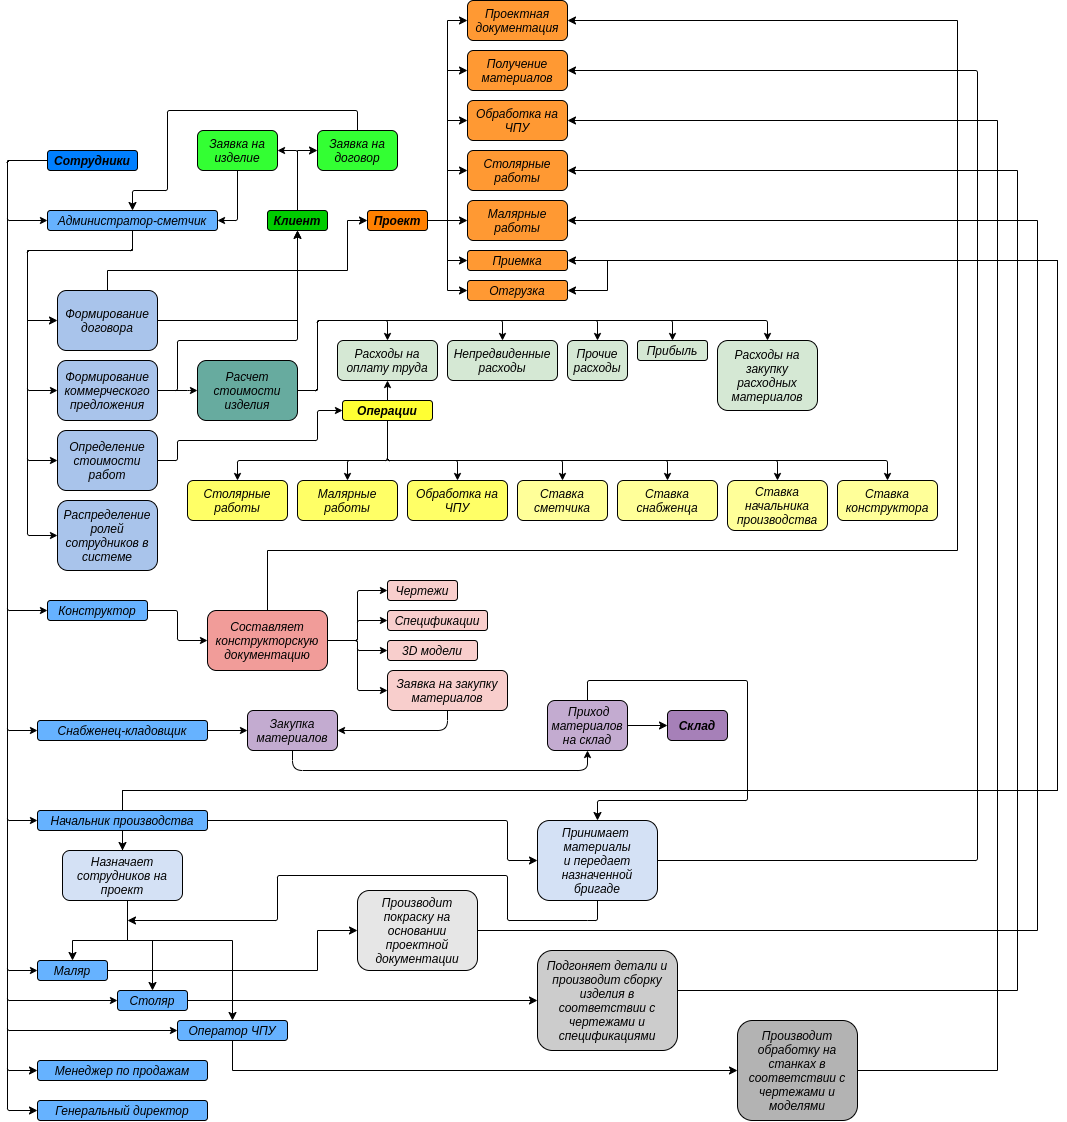 Проектная
документация
Получение
материалов
Обработка на
ЧПУ
Заявка на
изделие
Заявка на
договор
Сотрудники
Столярные
работы
Администратор-сметчик
Клиент
Проект
Малярные
работы
Приемка
Отгрузка
Формирование
договора
Расходы на
оплату труда
Непредвиденные
расходы
Прочие
расходы
Прибыль
Расходы на
закупку
расходных
материалов
Формирование
коммерческого
предложения
Расчет
стоимости
изделия
Операции
Определение
стоимости
работ
Столярные
работы
Малярные
работы
Обработка на
ЧПУ
Ставка
сметчика
Ставка
снабженца
Ставка
начальника
производства
Ставка
конструктора
Распределение
ролей
сотрудников в
системе
Чертежи
Конструктор
Составляет
конструкторскую
документацию
Спецификации
3D модели
Заявка на закупку
материалов
Снабженец-кладовщик
Закупка
материалов
Приход
материалов
на склад
Склад
Начальник производства
Принимает
материалы
и передает
назначенной
бригаде
Назначает
сотрудников на
проект
Производит
покраску на
основании
проектной
документации
Маляр
Подгоняет детали и
производит сборку
изделия в
соответствии с
чертежами и
спецификациями
Столяр
Оператор ЧПУ
Производит
обработку на
станках в
соответствии с
чертежами и
моделями
Менеджер по продажам
Генеральный директор